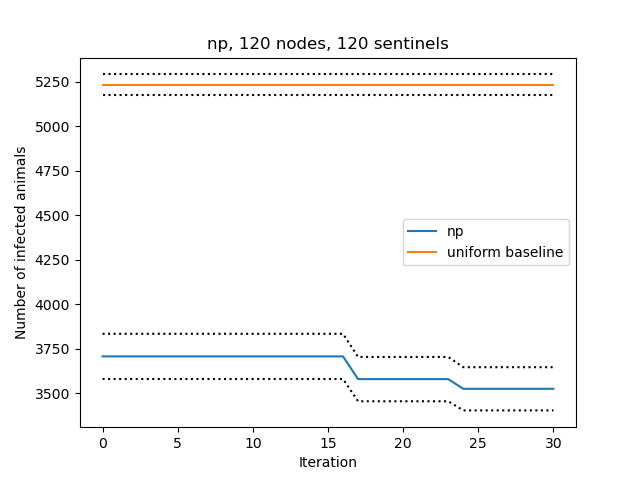 np, 120 nodes, 120 sentinels
5250
5000
4750
4500
4250
4000
3750
3500
Number of infected animals
np
uniform baseline
0 5 10 15 20 25 30
Iteration